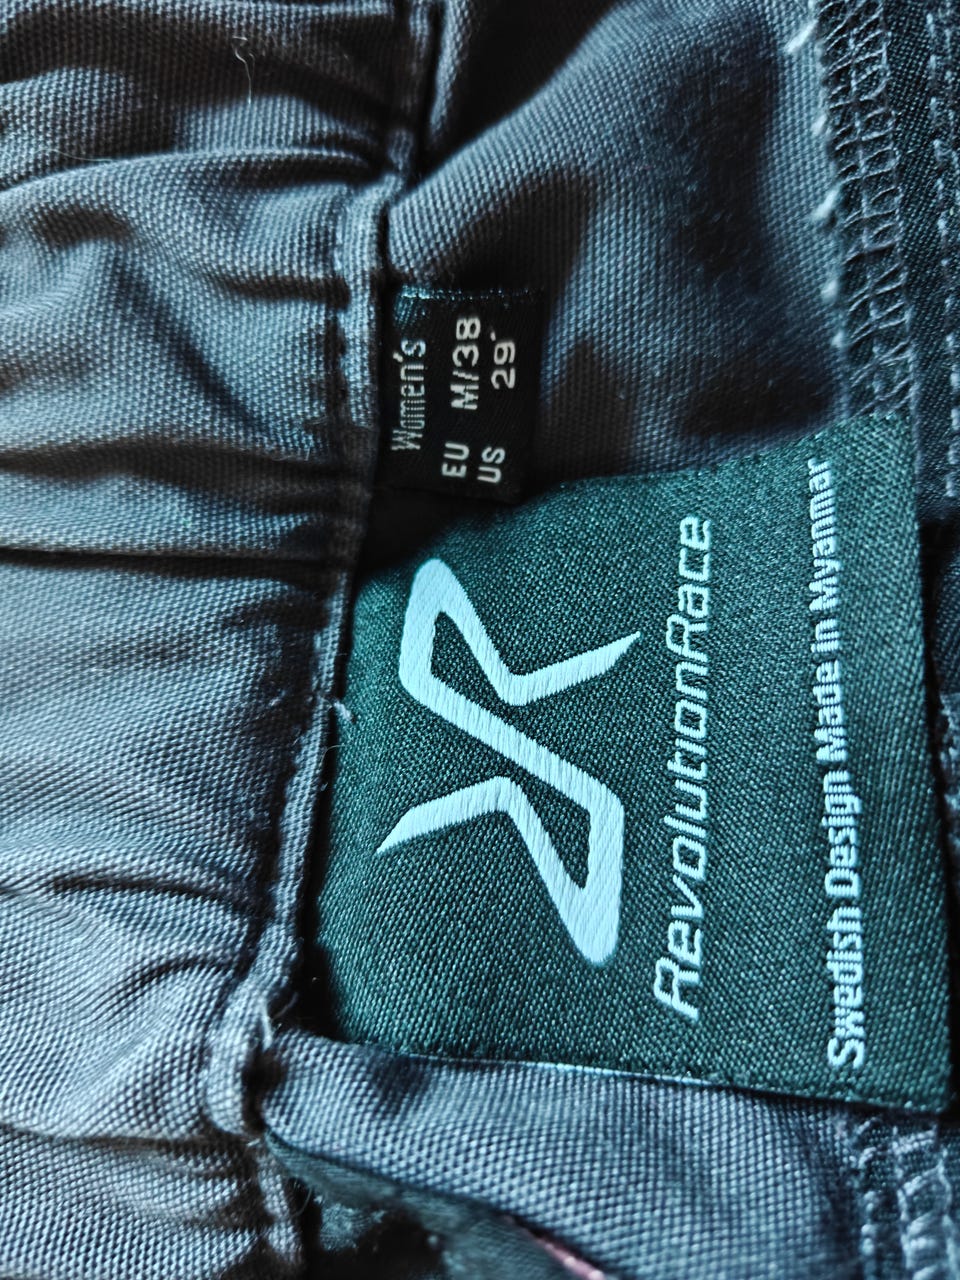 Women's
EU M/38
US 29"
RevolutionRace
Swedish Design Made in Myanmar